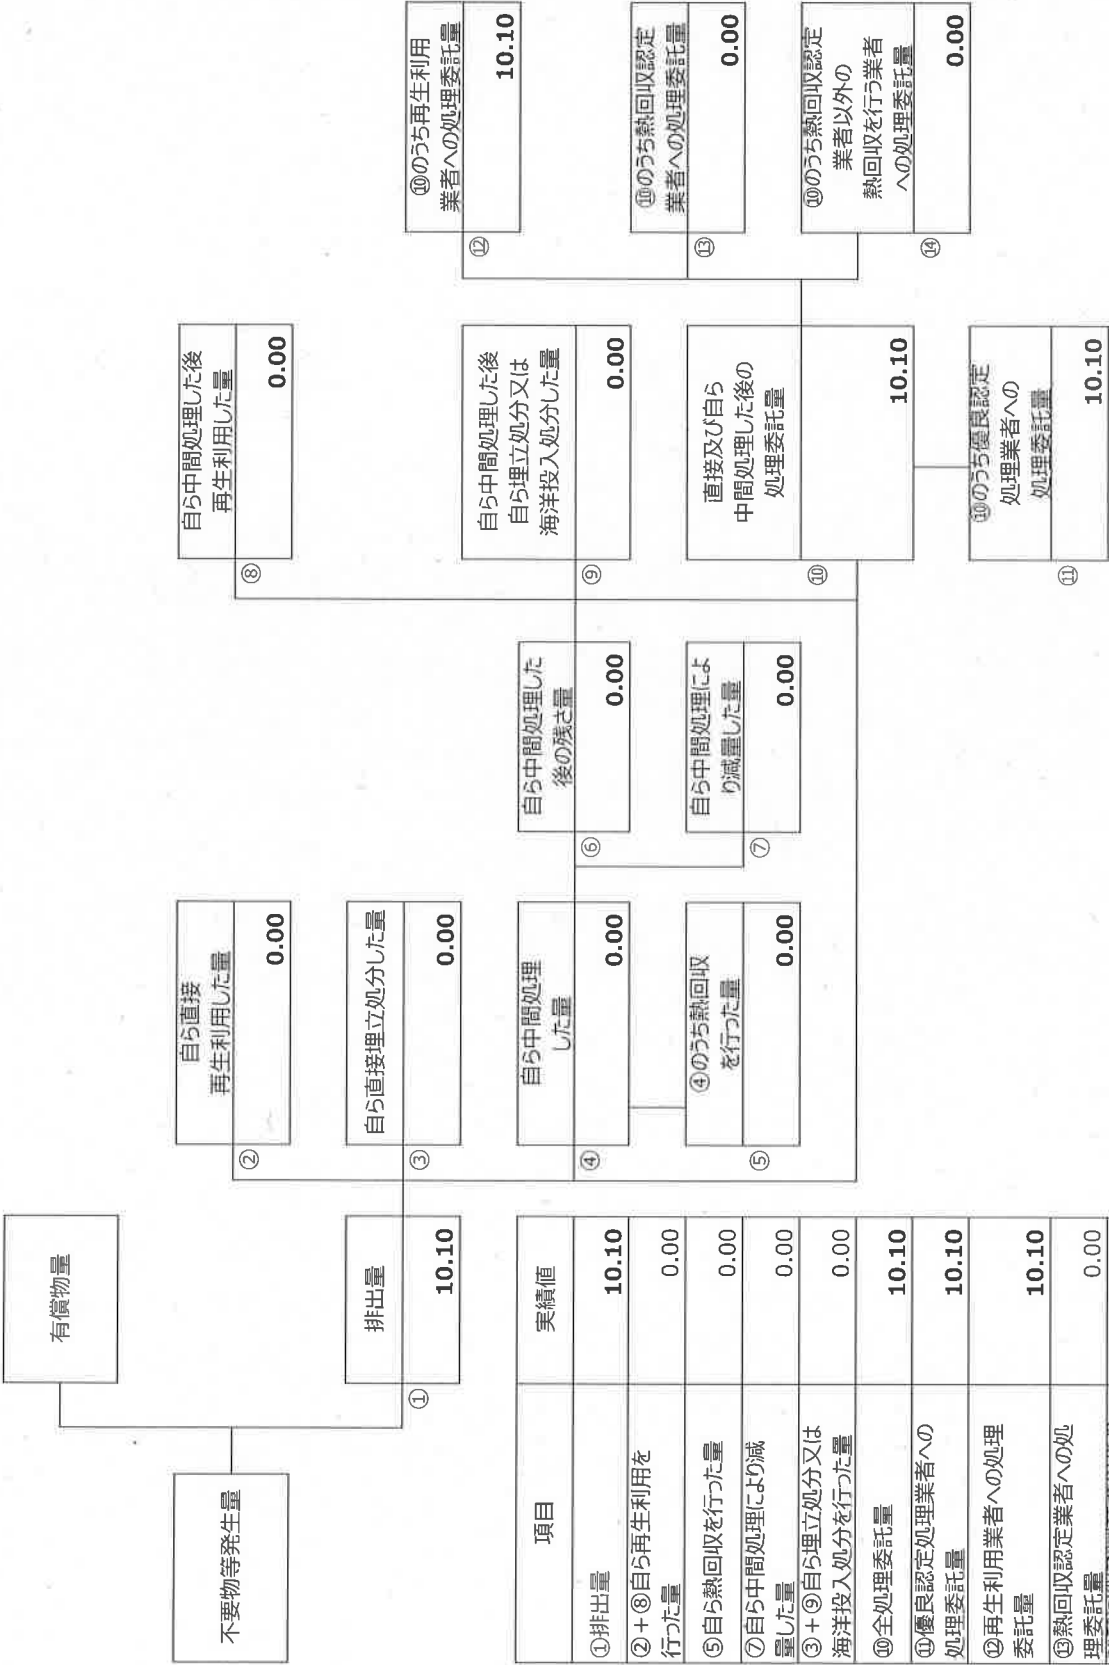 有償物量
不要物等発生量
排出量
①
10.10
自ら直接
再生利用した量
②
0.00
自ら直接埋立処分した量
③
0.00
自ら中間処理
した量
④
0.00
④のうち熱回収
を行った量
⑤
0.00
自ら中間処理した
後の残さ量
⑥
0.00
自ら中間処理によ
り減量した量
⑦
0.00
自ら中間処理した後
再生利用した量
⑧
0.00
自ら中間処理した後
自ら埋立処分又は
海洋投入処分した量
⑨
0.00
直接及び自ら
中間処理した後の
処理委託量
⑩
10.10
⑩のうち優良認定
処理業者への
処理委託量
⑪
10.10
⑩のうち再生利用
業者への処理委託量
⑫
10.10
⑩のうち熱回収認定
業者への処理委託量
⑬
0.00
⑩のうち熱回収認定
業者以外の
熱回収を行う業者
への処理委託量
⑭
0.00
項目 実績値
①排出量 10.10
②+⑧自ら再生利用を
行った量 0.00
⑤自ら熱回収を行った量 0.00
⑦自ら中間処理により減
量した量 0.00
③+⑨自ら埋立処分又は
海洋投入処分を行った量 0.00
⑩全処理委託量 10.10
⑪優良認定処理業者への
処理委託量 10.10
⑫再生利用業者への処理
委託量 10.10
⑬熱回収認定業者への処
理委託量 0.00